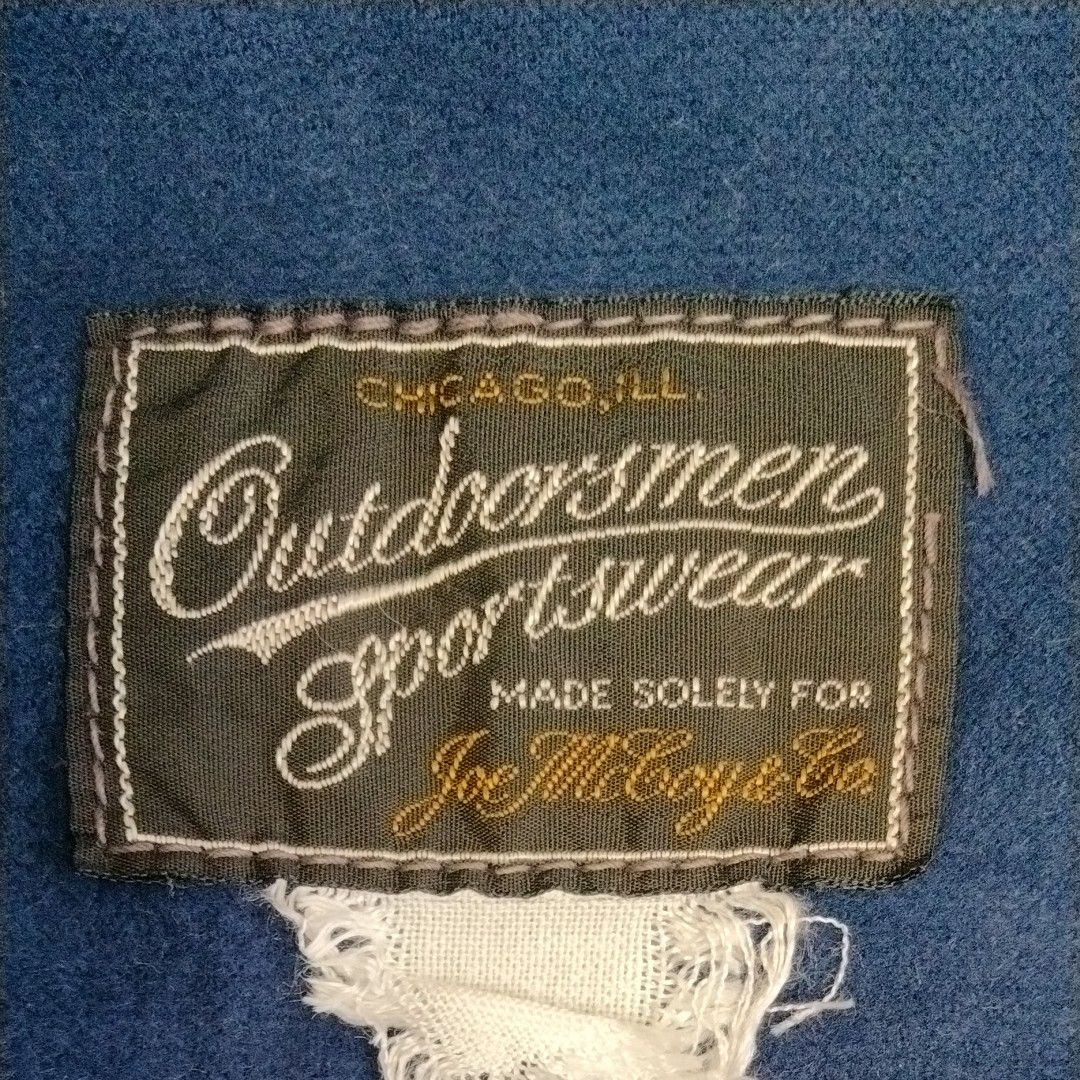 CHICAGO, ILL.
Outdoorsmen
Sportswear
MADE SOLELY FOR
Joe McCoy & Co.